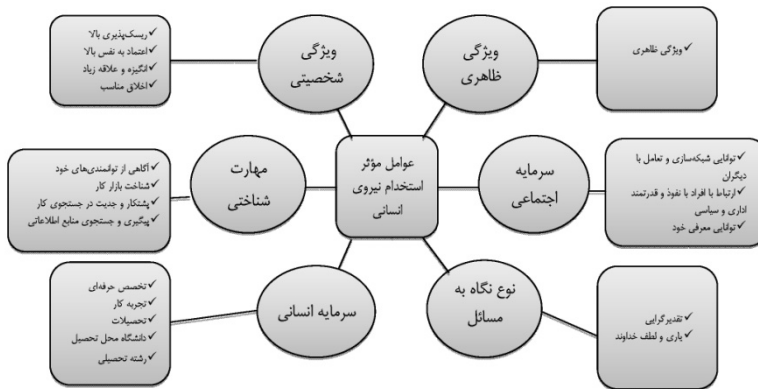 ویژگی
ظاهری
✓ویژگی ظاهری
ویژگی
شخصیتی
✓ریسک‌پذیری بالا
✓اعتماد به نفس بالا
✓انگیزه و علاقه زیاد
✓اخلاق مناسب
عوامل مؤثر
استخدام نیروی
انسانی
سرمایه
اجتماعی
✓توانایی شبکه‌سازی و تعامل با
دیگران
✓ارتباط با افراد با نفوذ و قدرتمند
اداری و سیاسی
✓توانایی معرفی خود
مهارت
شناختی
✓آگاهی از توانمندی‌های خود
✓شناخت بازار کار
✓پشتکار و جدیت در جستجوی کار
✓پیگیری و جستجوی منابع اطلاعاتی
نوع نگاه به
مسائل
✓تقدیرگرایی
✓یاری و لطف خداوند
سرمایه انسانی
✓تخصص حرفه‌ای
✓تجربه کار
✓تحصیلات
✓دانشگاه محل تحصیل
✓رشته تحصیلی